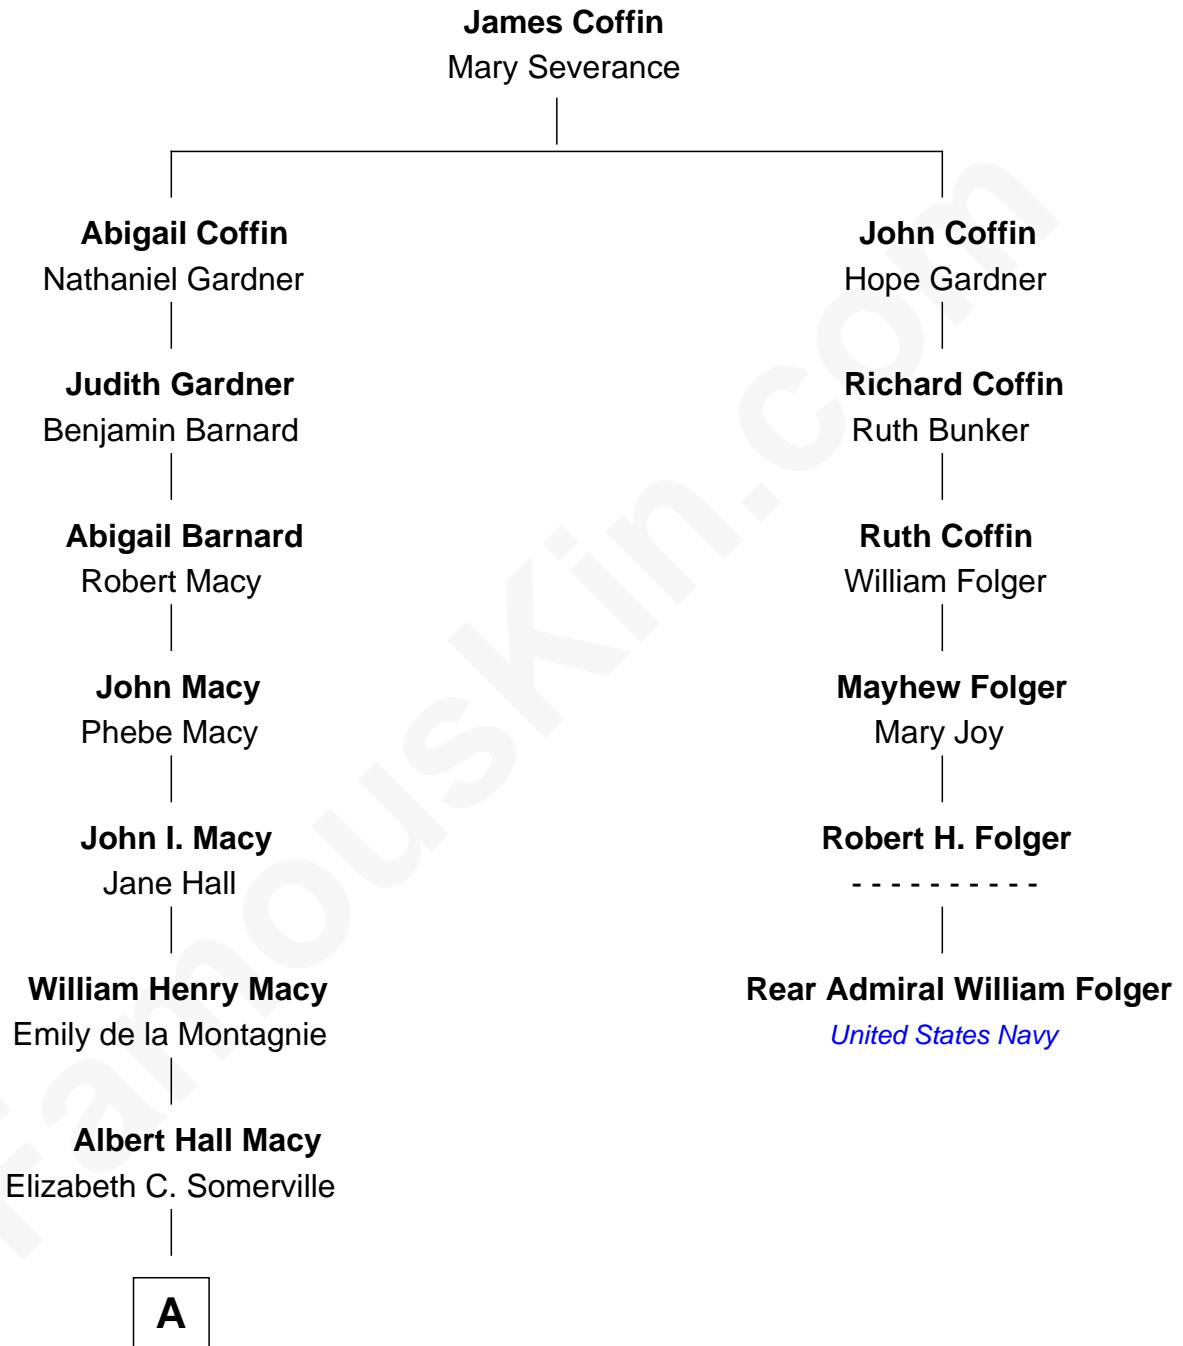 James Coffin
Mary Severance
Abigail Coffin
Nathaniel Gardner
John Coffin
Hope Gardner
Judith Gardner
Benjamin Barnard
Richard Coffin
Ruth Bunker
Abigail Barnard
Robert Macy
Ruth Coffin
William Folger
John Macy
Phebe Macy
Mayhew Folger
Mary Joy
John I. Macy
Jane Hall
Robert H. Folger
- - - - - - - - - -
William Henry Macy
Emily de la Montagnie
Rear Admiral William Folger
United States Navy
Albert Hall Macy
Elizabeth C. Somerville
A
FamousKin.com